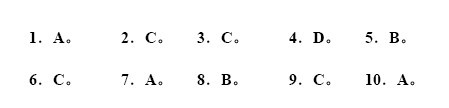 1. A。 2. C。 3. C。 4. D。 5. B。
6. C。 7. A。 8. B。 9. C。 10. A。